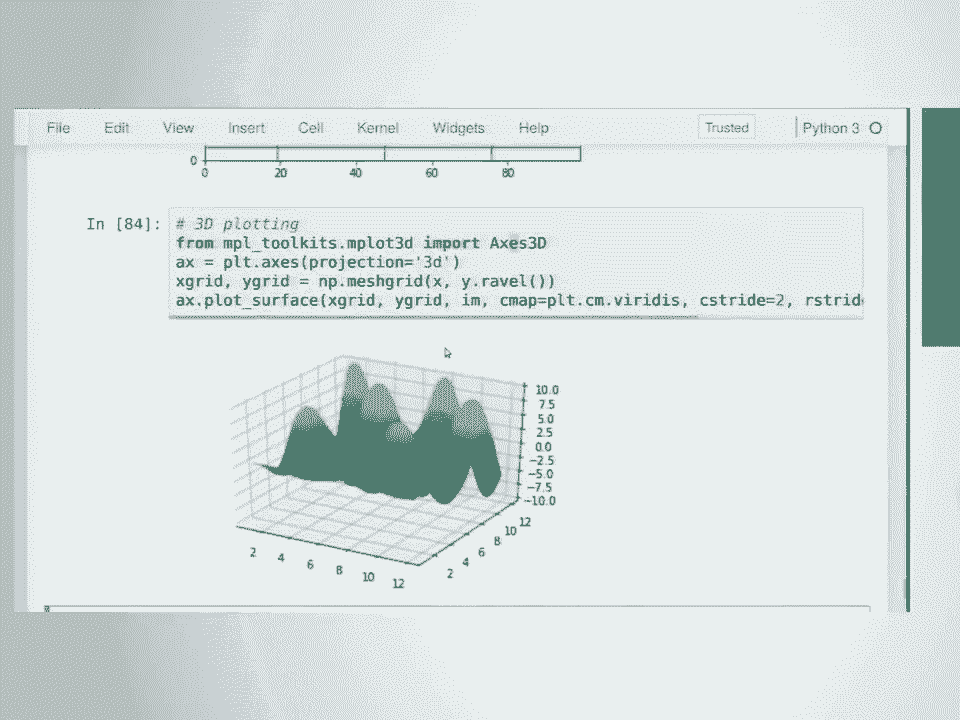 File Edit View Insert Cell Kernel Widgets Help Trusted Python 3
0
0 20 40 60 80
In [84]:
# 3D plotting
from mpl_toolkits.mplot3d import Axes3D
ax = plt.axes(projection='3d')
xgrid, ygrid = np.meshgrid(x, y.ravel())
ax.plot_surface(xgrid, ygrid, im, cmap=plt.cm.viridis, cstride=2, rstrid
10.0
7.5
5.0
2.5
0.0
−2.5
−5.0
−7.5
−10.0
2 4 6 8 10 12
2 4 6 8 10 12